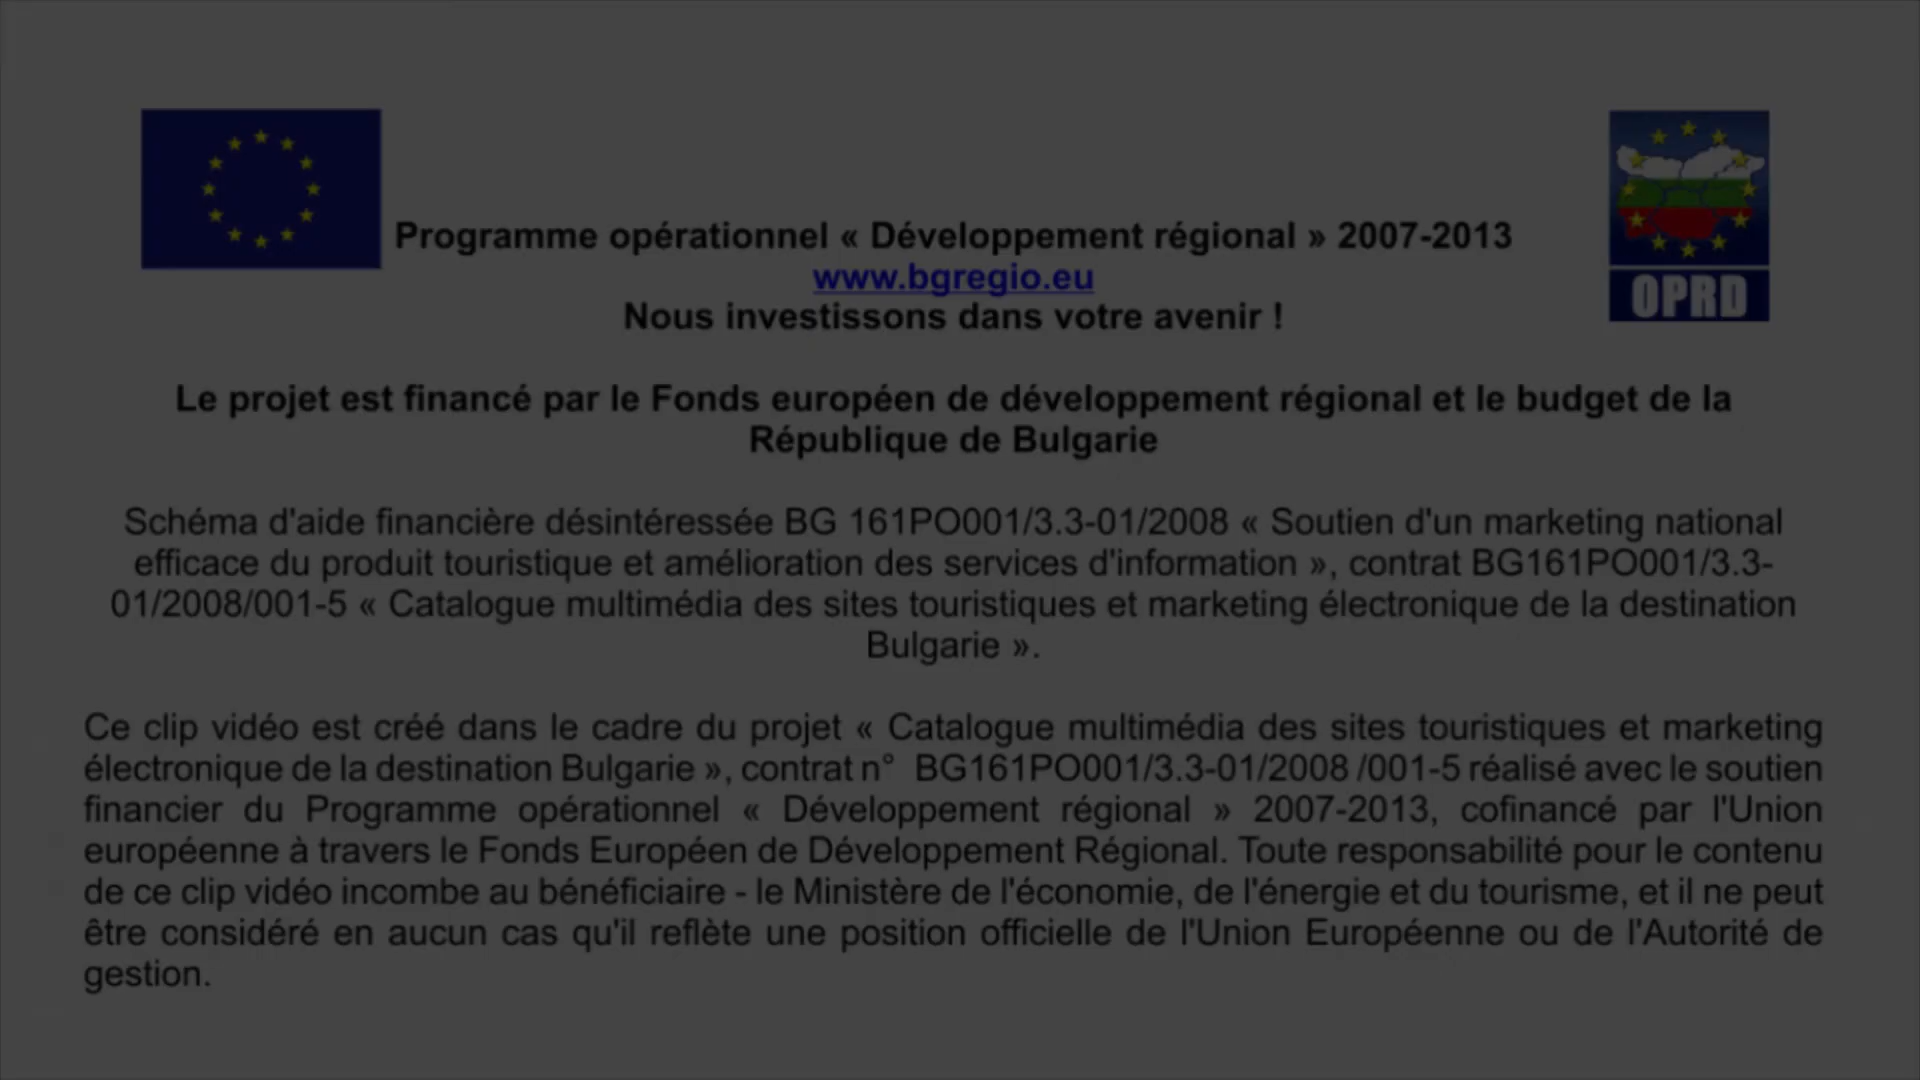 Programme opérationnel « Développement régional » 2007-2013
www.bgregio.eu
Nous investissons dans votre avenir !
OPRD
Le projet est financé par le Fonds européen de développement régional et le budget de la
République de Bulgarie
Schéma d'aide financière désintéressée BG 161PO001/3.3-01/2008 « Soutien d'un marketing national
efficace du produit touristique et amélioration des services d'information », contrat BG161PO001/3.3-
01/2008/001-5 « Catalogue multimédia des sites touristiques et marketing électronique de la destination
Bulgarie ».
Ce clip vidéo est créé dans le cadre du projet « Catalogue multimédia des sites touristiques et marketing
électronique de la destination Bulgarie », contrat n° BG161PO001/3.3-01/2008 /001-5 réalisé avec le soutien
financier du Programme opérationnel « Développement régional » 2007-2013, cofinancé par l'Union
européenne à travers le Fonds Européen de Développement Régional. Toute responsabilité pour le contenu
de ce clip vidéo incombe au bénéficiaire - le Ministère de l'économie, de l'énergie et du tourisme, et il ne peut
être considéré en aucun cas qu'il reflète une position officielle de l'Union Européenne ou de l'Autorité de
gestion.